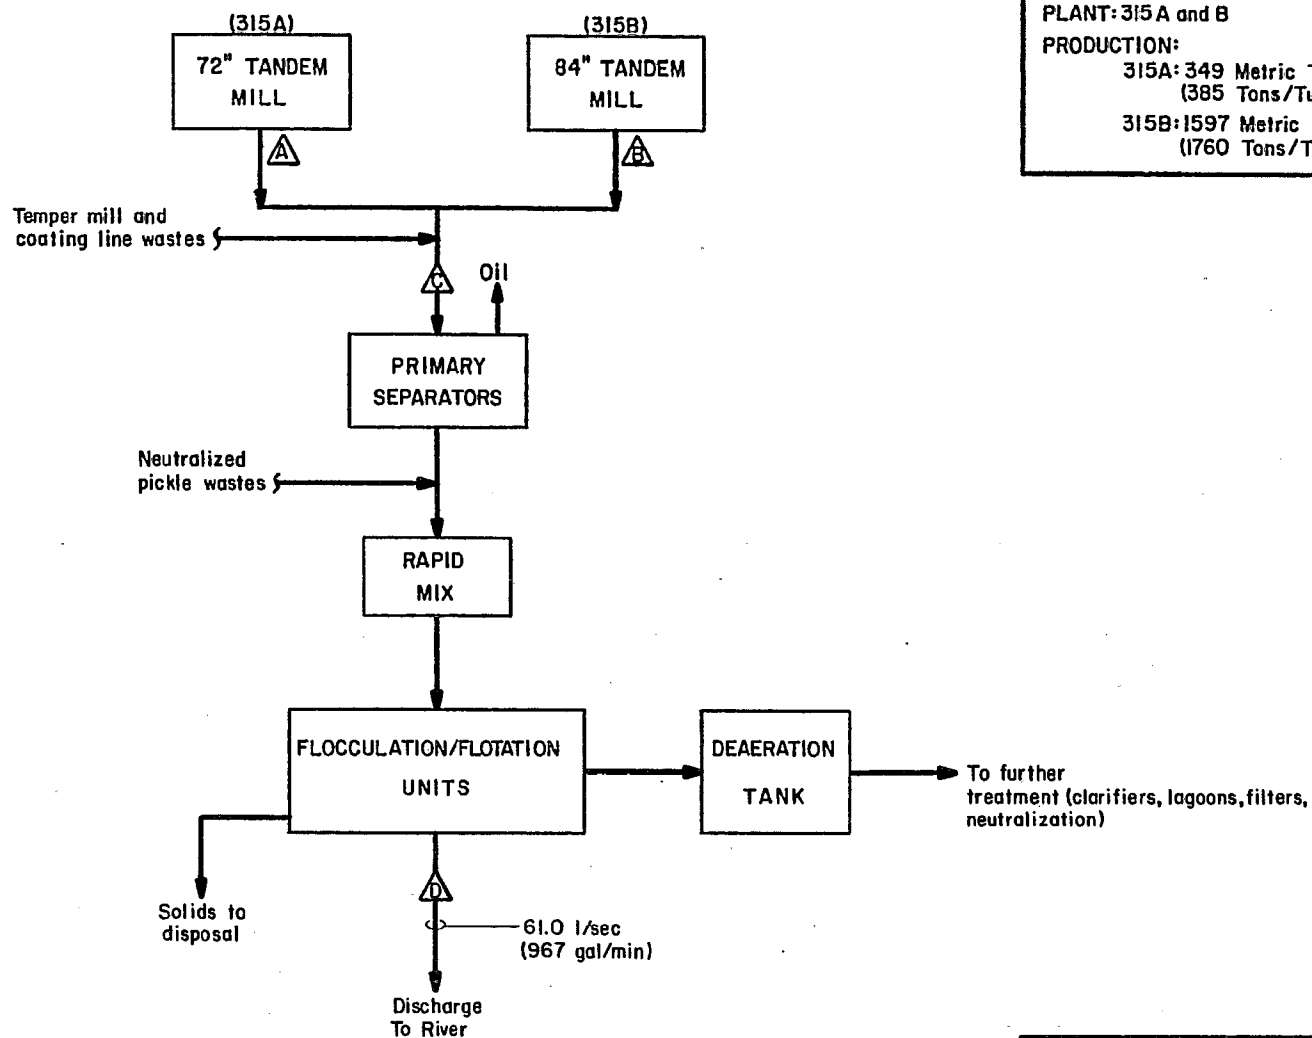 (315A)
72" TANDEM
MILL
(315B)
84" TANDEM
MILL
PLANT: 315 A and B
PRODUCTION:
315A: 349 Metric
(385 Tons/Tu
315B: 1597 Metric
(1760 Tons/T
A
B
Temper mill and
coating line wastes
C
Oil
PRIMARY
SEPARATORS
Neutralized
pickle wastes
RAPID
MIX
FLOCCULATION/FLOTATION
UNITS
DEAERATION
TANK
To further
treatment (clarifiers, lagoons, filters,
neutralization)
Solids to
disposal
D
61.0 l/sec
(967 gal/min)
Discharge
To River